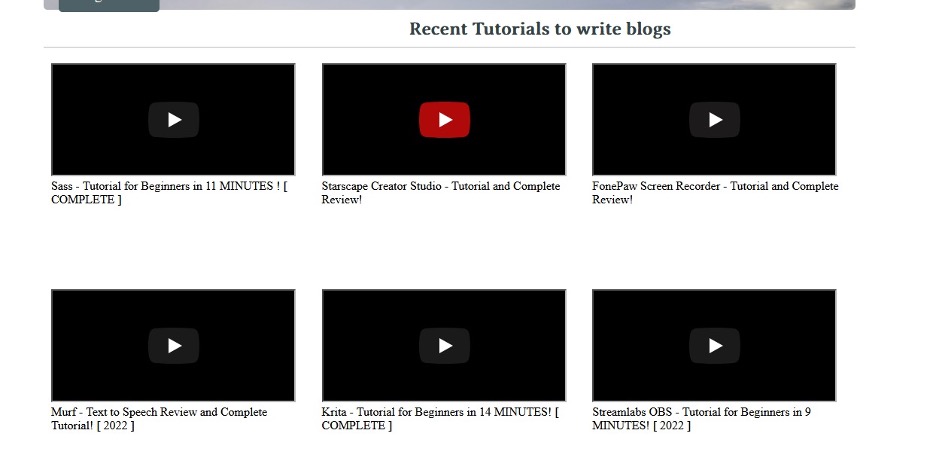 Recent Tutorials to write blogs
Sass - Tutorial for Beginners in 11 MINUTES ! [
COMPLETE ]
Starscape Creator Studio - Tutorial and Complete
Review!
FonePaw Screen Recorder - Tutorial and Complete
Review!
Murf - Text to Speech Review and Complete
Tutorial! [ 2022 ]
Krita - Tutorial for Beginners in 14 MINUTES! [
COMPLETE ]
Streamlabs OBS - Tutorial for Beginners in 9
MINUTES! [ 2022 ]